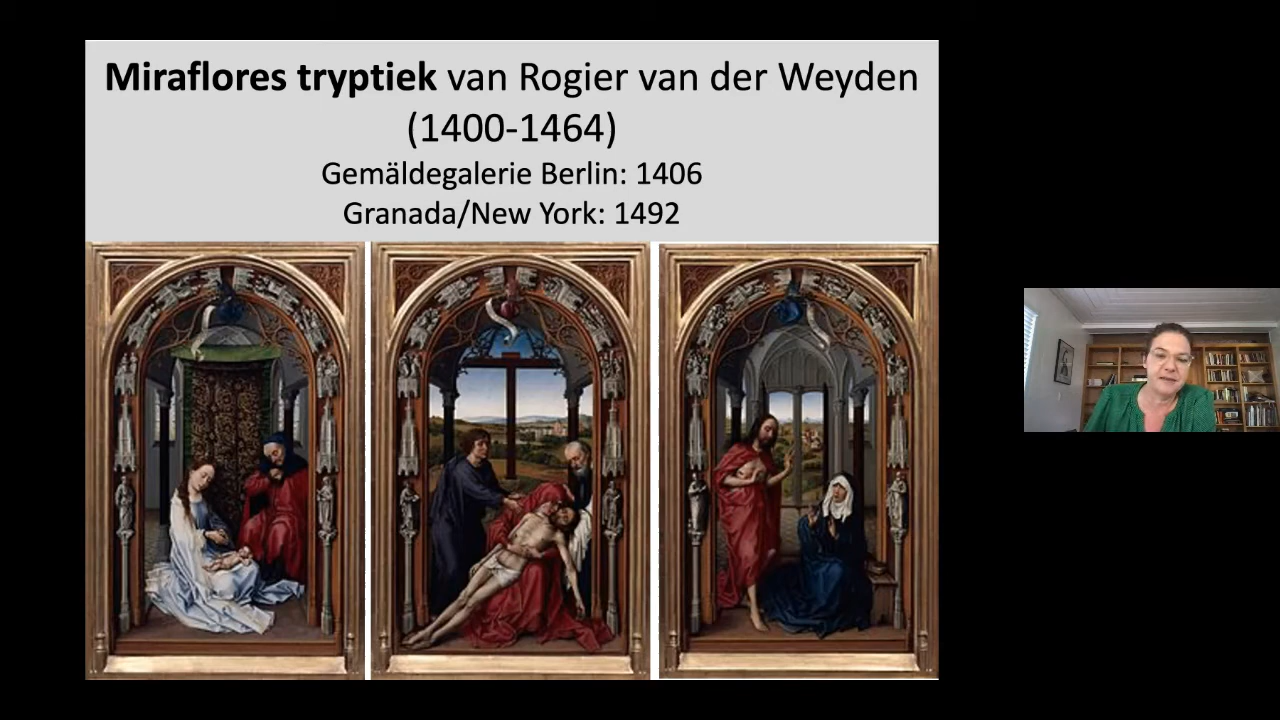 Miraflores tryptiek van Rogier van der Weyden
(1400-1464)
Gemäldegalerie Berlin: 1406
Granada/New York: 1492